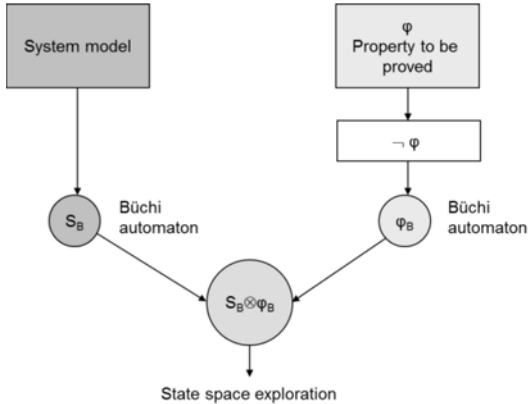 System model
φ
Property to be
proved
¬ φ
S_B
Büchi
automaton
φ_B
Büchi
automaton
S_B⊗φ_B
State space exploration